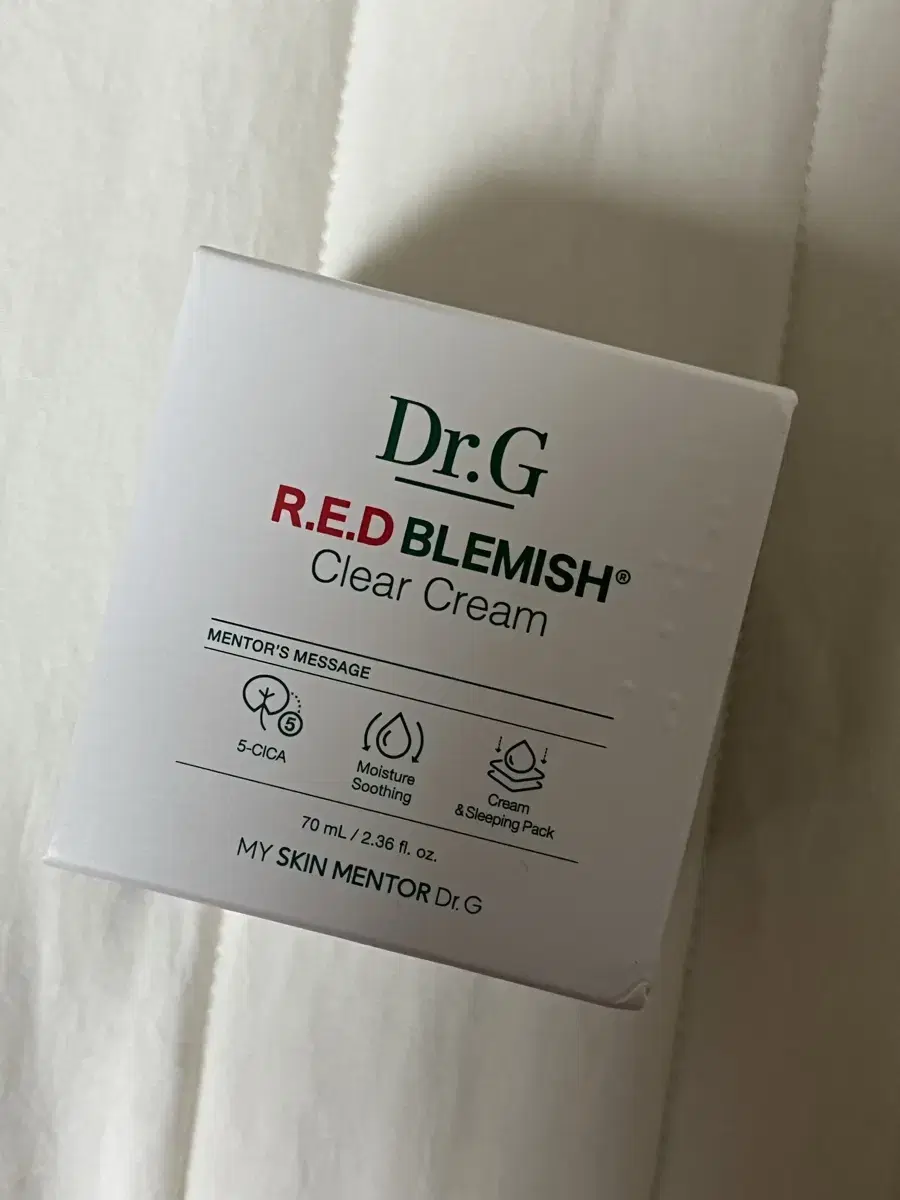 Dr.G
R.E.D BLEMISH®
Clear Cream
MENTOR'S MESSAGE
5
5-CICA
Moisture
Soothing
Cream
&Sleeping Pack
70 mL / 2.36 fl. oz.
MY SKIN MENTOR Dr.G